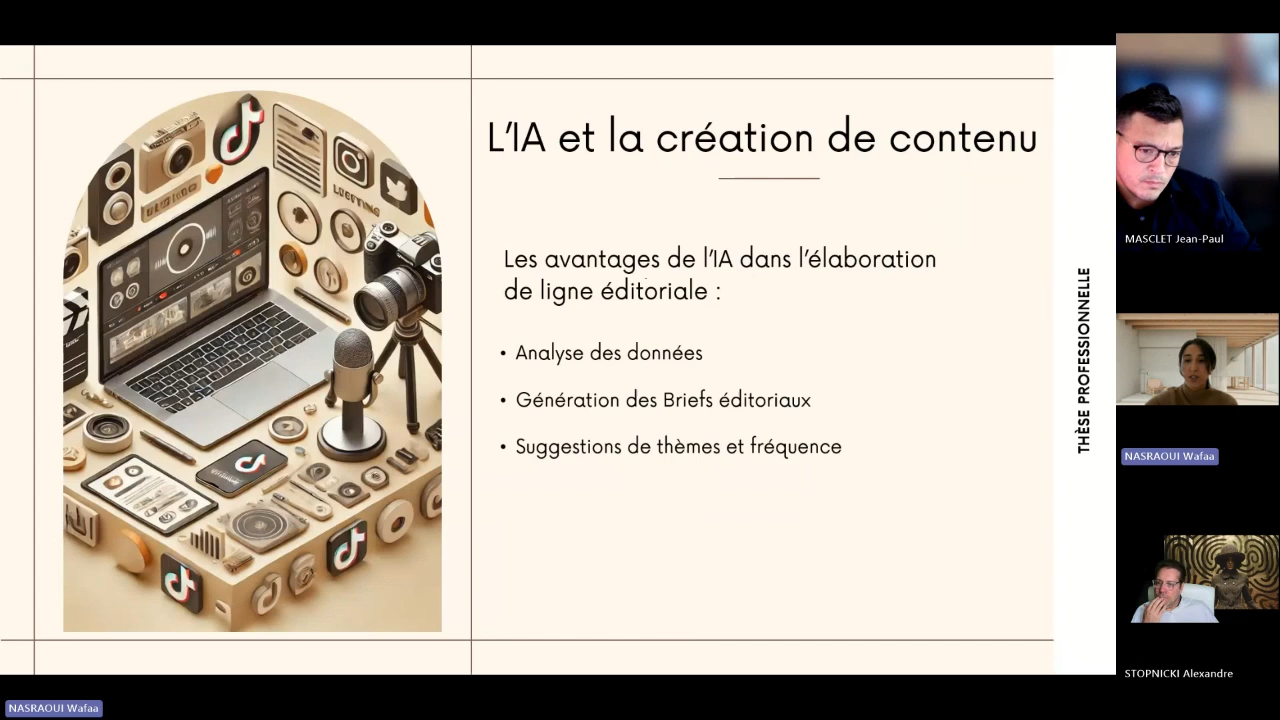 L'IA et la création de contenu
Les avantages de l'IA dans l'élaboration
de ligne éditoriale :
• Analyse des données
• Génération des Briefs éditoriaux
• Suggestions de thèmes et fréquence
THÈSE PROFESSIONNELLE
MASCLET Jean-Paul
NASRAOUI Wafaa
STOPNICKI Alexandre
NASRAOUI Wafaa